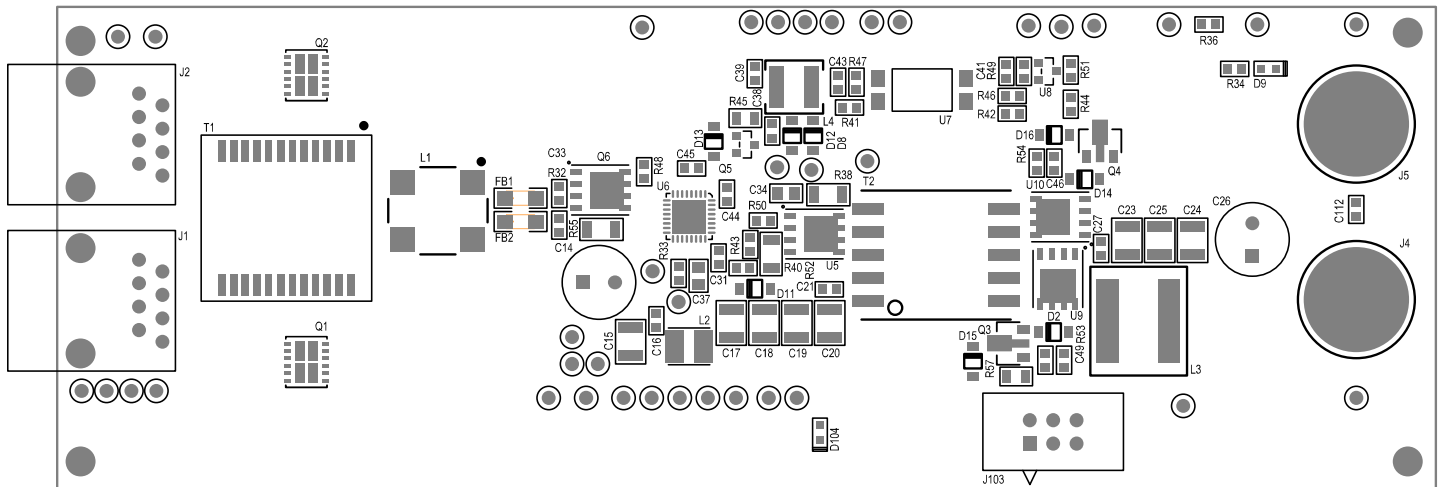 Q2
J2
T1
L1
C33
Q6
FB1
R32
R48
FB2
C14
R55
J1
Q1
C39
C38
R45
D13
C45
Q5
U6
C44
R33
C31
C37
R43
R50
C34
R38
R40
R52
U5
D11
C21
L4
D12
D8
C43
R47
R41
U7
T2
C41
R49
R46
R42
U8
R51
R44
D16
R54
U10
C46
Q4
D14
R36
R34
D9
J5
C112
J4
C27
C23
C25
C24
C26
C15
C16
L2
C17
C18
C19
C20
D15
Q3
D2
U9
R53
C49
R57
L3
D104
J103